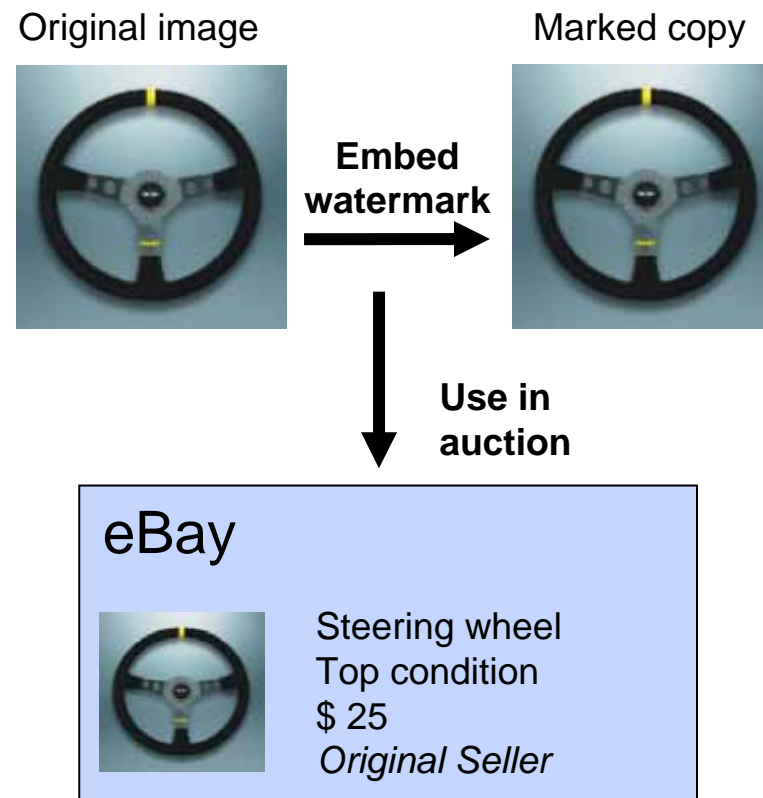 Original image
Marked copy
Embed
watermark
Use in
auction
eBay
Steering wheel
Top condition
$ 25
Original Seller